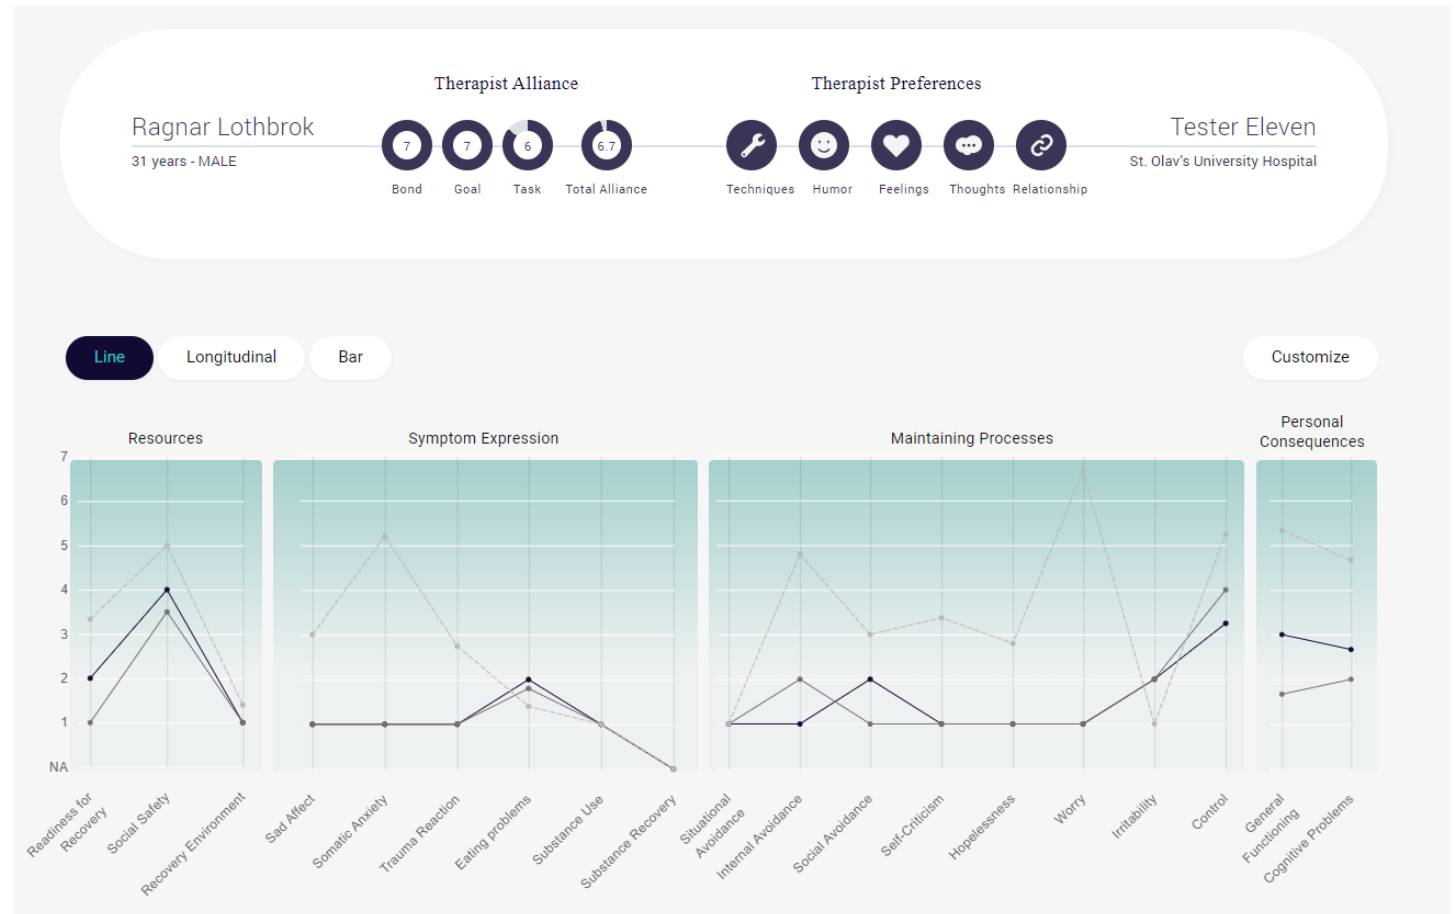 Therapist Alliance
Therapist Preferences
Ragnar Lothbrok
31 years - MALE
7
7
6
6.7
Bond
Goal
Task
Total Alliance
Techniques
Humor
Feelings
Thoughts
Relationship
Tester Eleven
St. Olav's University Hospital
Line
Longitudinal
Bar
Customize
Resources
Symptom Expression
Maintaining Processes
Personal
Consequences
7
6
5
4
3
2
1
NA
Readiness for
Recovery
Social Safety
Recovery Environment
Sad Affect
Somatic Anxiety
Trauma Reaction
Eating problems
Substance Use
Substance Recovery
Situational
Avoidance
Internal Avoidance
Social Avoidance
Self-Criticism
Hopelessness
Worry
Irritability
Control
General
Functioning
Cognitive Problems